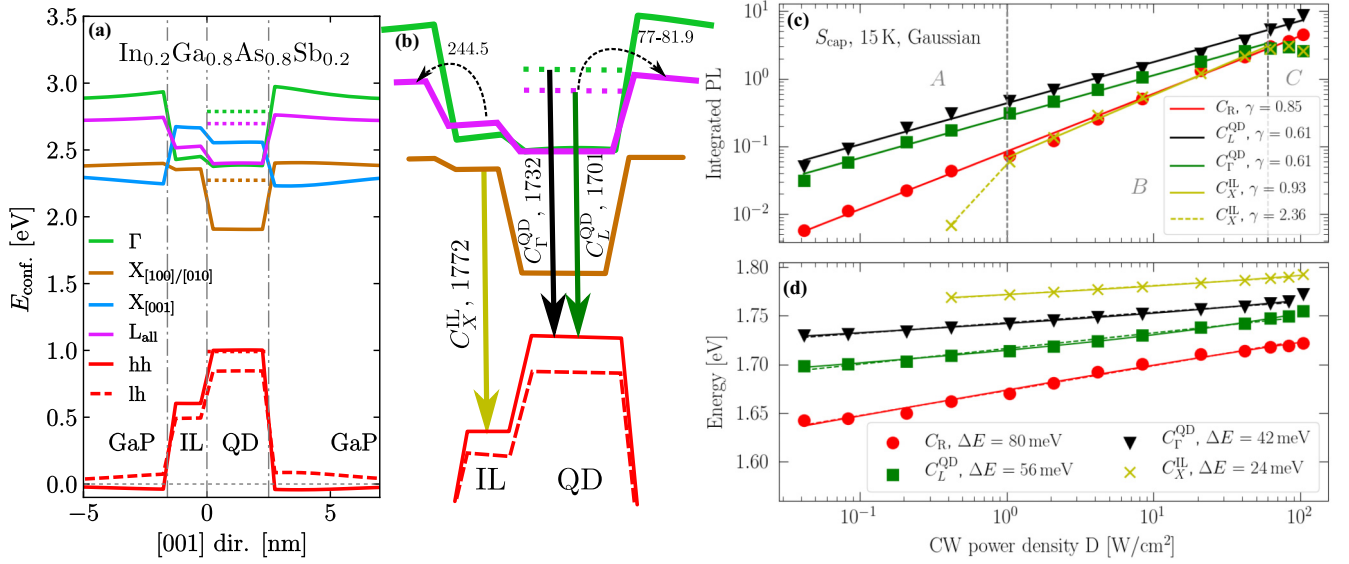 (a)
In0.2Ga0.8As0.8Sb0.2
3.5
3.0
2.5
2.0
1.5
1.0
0.5
0.0
Econf. [eV]
Γ
X[100]/[010]
X[001]
Lall
hh
lh
GaP
IL
QD
GaP
−5
0
5
[001] dir. [nm]
(b)
244.5
77-81.9
C_X^IL, 1772
C_Γ^QD, 1732
C_L^QD, 1701
IL
QD
(c)
Scap, 15 K, Gaussian
A
B
C
10^1
10^0
10^−1
10^−2
Integrated PL
C_R, γ = 0.85
C_L^QD, γ = 0.61
C_Γ^QD, γ = 0.61
C_X^IL, γ = 0.93
C_X^IL, γ = 2.36
(d)
1.80
1.75
1.70
1.65
1.60
Energy [eV]
C_R, ΔE = 80 meV
C_L^QD, ΔE = 56 meV
C_Γ^QD, ΔE = 42 meV
C_X^IL, ΔE = 24 meV
10^−1
10^0
10^1
10^2
CW power density D [W/cm²]